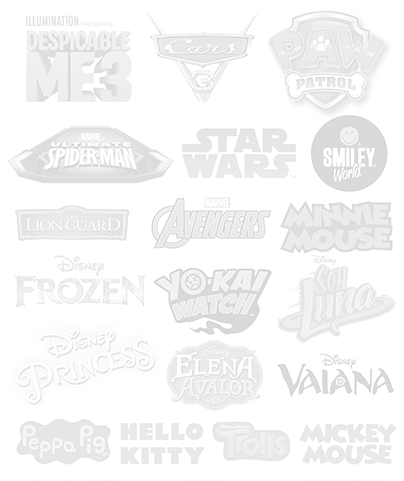 ILLUMINATION PRESENTS
DESPICABLE
ME3
Cars
3
PAW
PATROL
MARVEL
ULTIMATE
SPIDER-MAN
STAR
WARS
SMILEY
World
THE
LION GUARD
MARVEL
AVENGERS
MINNIE
MOUSE
Disney
FROZEN
YO-KAI
WATCH
Disney
Soy
Luna
Disney
PRINCESS
Disney
ELENA
OF
AVALOR
Disney
VAIANA
Peppa Pig
HELLO
KITTY
Trolls
MICKEY
MOUSE